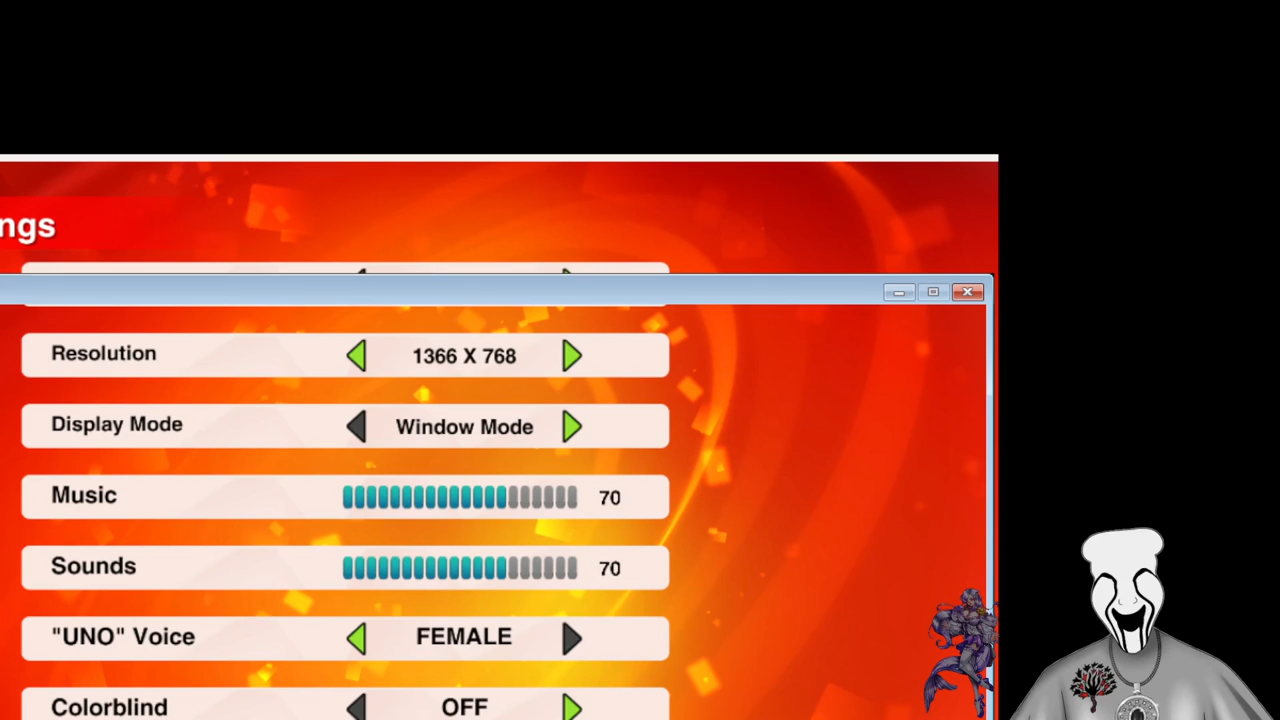 ngs
Resolution 1366 X 768
Display Mode Window Mode
Music 70
Sounds 70
"UNO" Voice FEMALE
Colorblind OFF